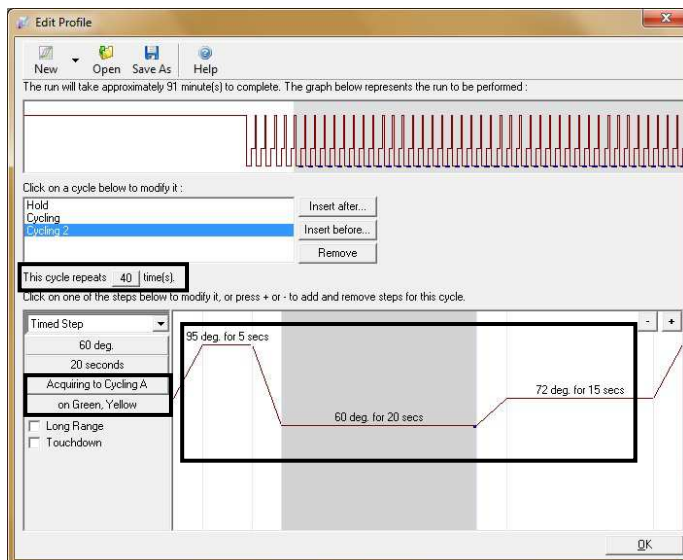 Edit Profile
New Open Save As Help
The run will take approximately 91 minute(s) to complete. The graph below represents the run to be performed :
Click on a cycle below to modify it :
Hold
Cycling
Cycling 2
Insert after...
Insert before...
Remove
This cycle repeats 40 time(s).
Click on one of the steps below to modify it, or press + or - to add and remove steps for this cycle.
Timed Step
- +
60 deg.
20 seconds
Acquiring to Cycling A
on Green, Yellow
Long Range
Touchdown
95 deg. for 5 secs
60 deg. for 20 secs
72 deg. for 15 secs
OK